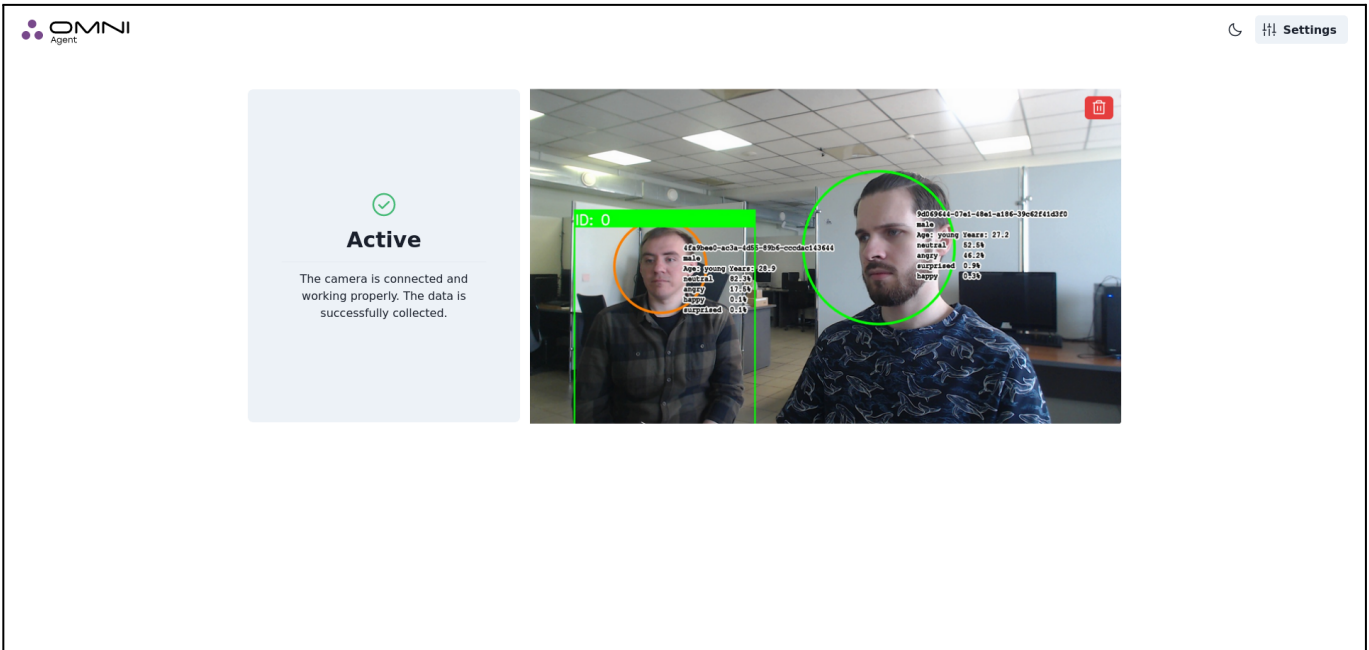 OMNI
Agent
Settings
Active
The camera is connected and
working properly. The data is
successfully collected.
ID: 0
4fa9bee0-ac3a-4d55-89b6-cccdac143644
male
Age: young Years: 28.9
neutral 82.3%
angry 17.5%
happy 0.1%
surprised 0.1%
9d069644-07e1-48e1-a186-39c62f41d3f0
male
Age: young Years: 27.2
neutral 52.5%
angry 46.2%
surprised 0.9%
happy 0.3%